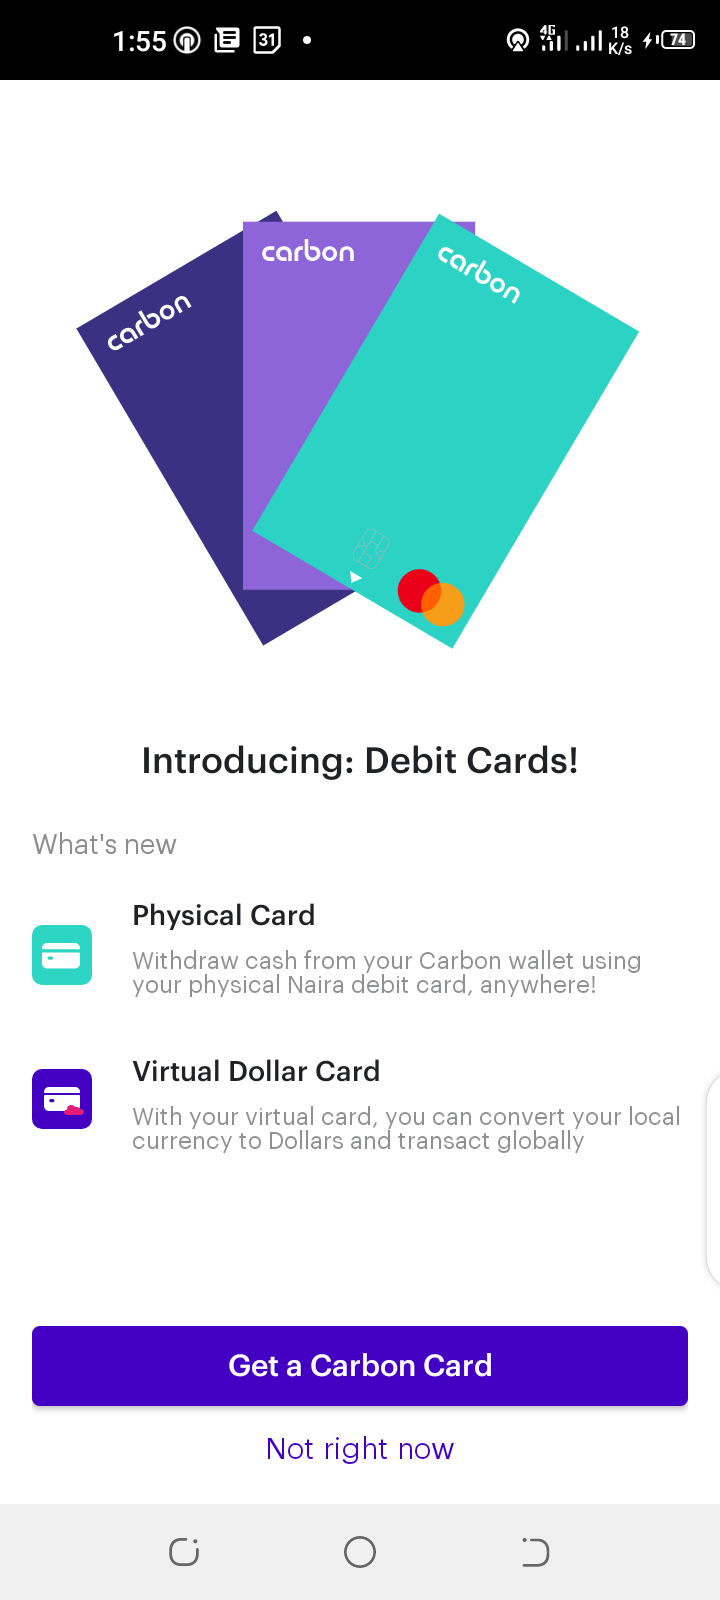 1:55
31
4G
18
K/s
74
carbon
carbon
carbon
Introducing: Debit Cards!
What's new
Physical Card
Withdraw cash from your Carbon wallet using
your physical Naira debit card, anywhere!
Virtual Dollar Card
With your virtual card, you can convert your local
currency to Dollars and transact globally
Get a Carbon Card
Not right now